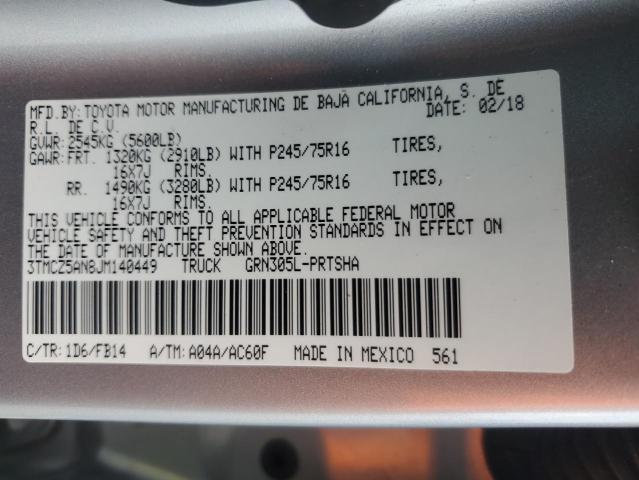 MFD.BY:TOYOTA MOTOR MANUFACTURING DE BAJA CALIFORNIA, S. DE
R.L. DE C.V. DATE: 02/18
GVWR:2545KG (5600LB)
GAWR:FRT. 1320KG (2910LB) WITH P245/75R16 TIRES,
16X7J RIMS.
RR. 1490KG (3280LB) WITH P245/75R16 TIRES,
16X7J RIMS.
THIS VEHICLE CONFORMS TO ALL APPLICABLE FEDERAL MOTOR
VEHICLE SAFETY AND THEFT PREVENTION STANDARDS IN EFFECT ON
THE DATE OF MANUFACTURE SHOWN ABOVE.
3TMCZ5AN8JM140449 TRUCK GRN305L-PRTSHA
C/TR:1D6/FB14 A/TM:A04A/AC60F MADE IN MEXICO 561